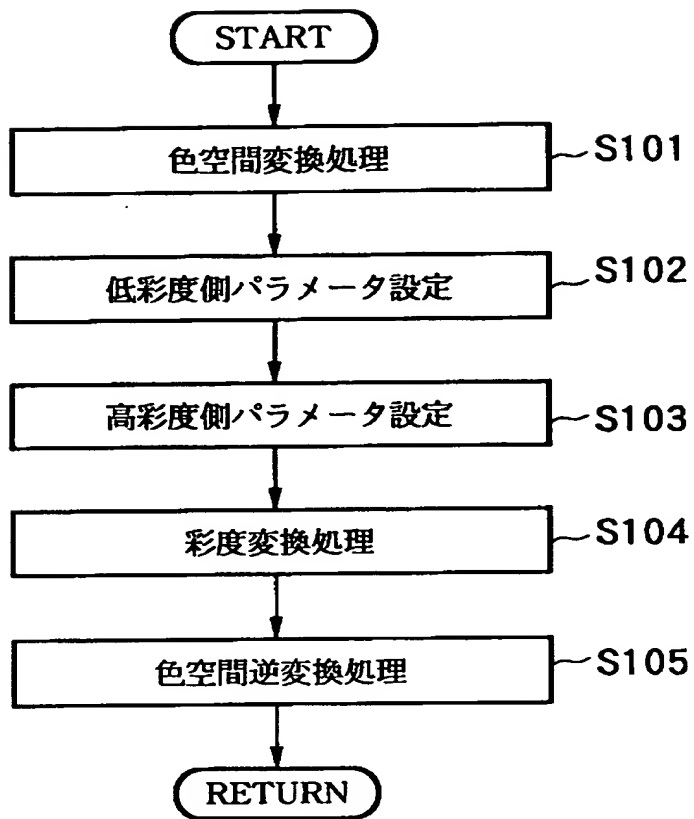 START
色空間変換処理 S101
低彩度側パラメータ設定 S102
高彩度側パラメータ設定 S103
彩度変換処理 S104
色空間逆変換処理 S105
RETURN